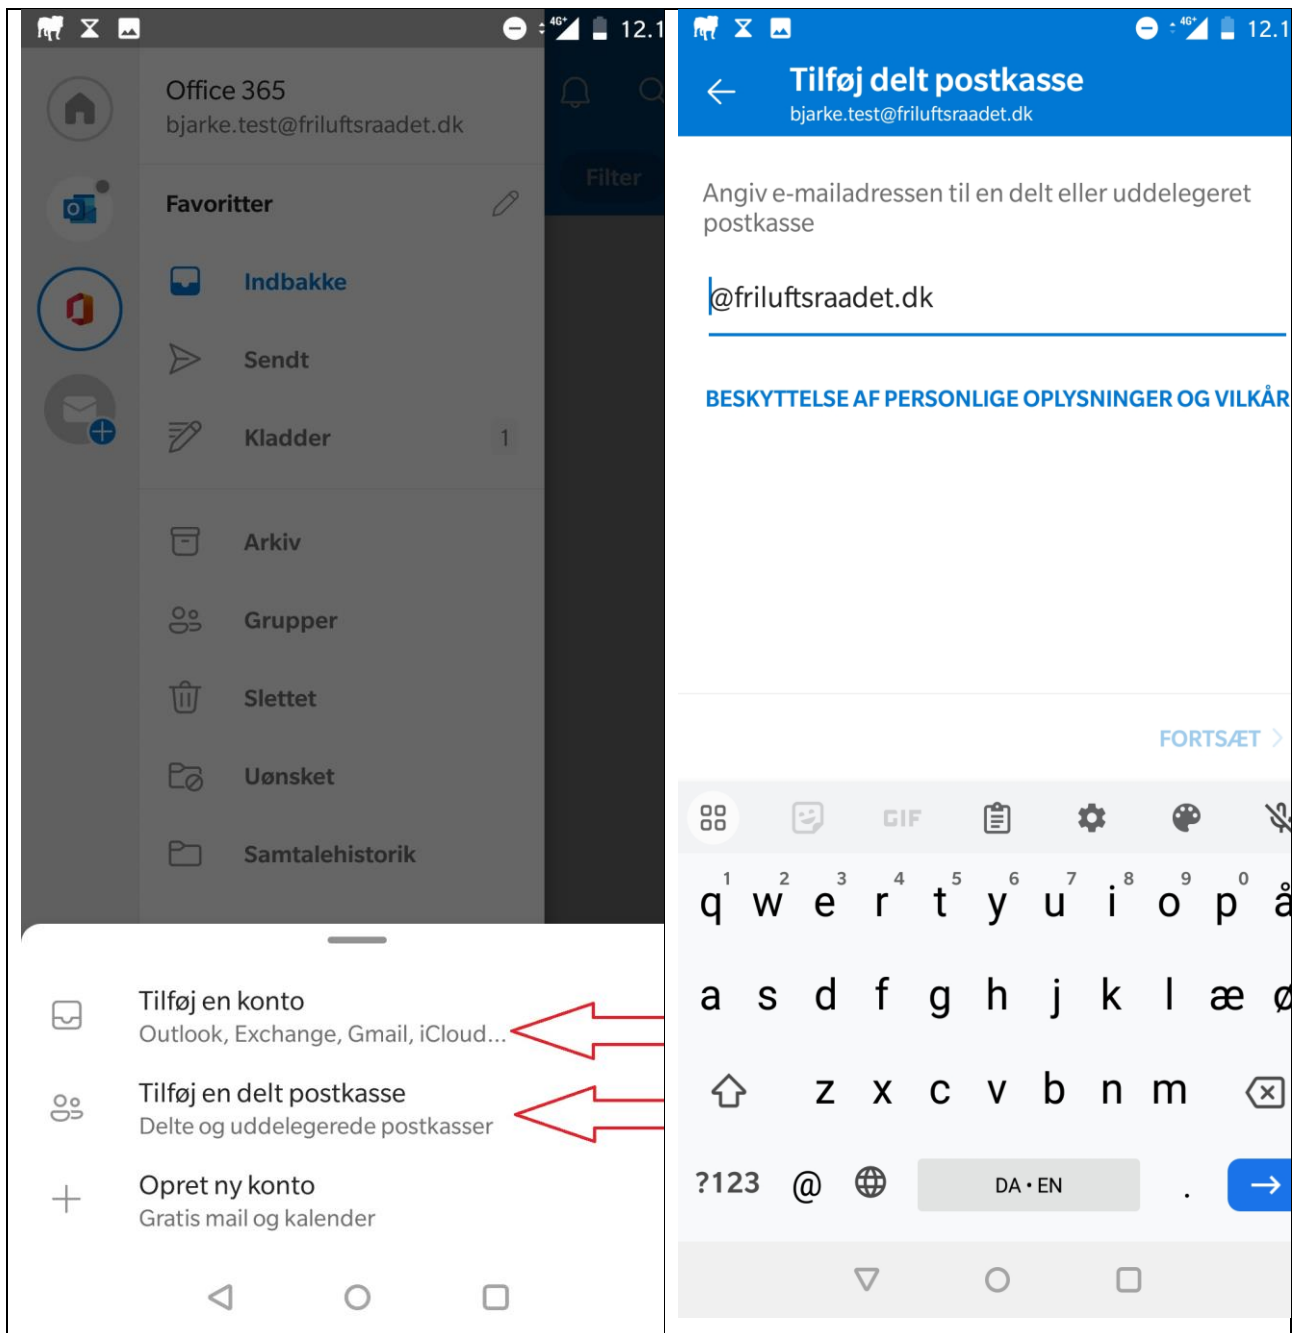 4G+ 12.1
Office 365
bjarke.test@friluftsraadet.dk
Filter
Favoritter
Indbakke
Sendt
Kladder 1
Arkiv
Grupper
Slettet
Uønsket
Samtalehistorik
Tilføj en konto
Outlook, Exchange, Gmail, iCloud...
Tilføj en delt postkasse
Delte og uddelegerede postkasser
Opret ny konto
Gratis mail og kalender
4G+ 12.1
Tilføj delt postkasse
bjarke.test@friluftsraadet.dk
Angiv e-mailadressen til en delt eller uddelegeret
postkasse
@friluftsraadet.dk
BESKYTTELSE AF PERSONLIGE OPLYSNINGER OG VILKÅR
FORTSÆT
GIF
1 2 3 4 5 6 7 8 9 0
q w e r t y u i o p å
a s d f g h j k l æ ø
z x c v b n m
?123 @ DA • EN .